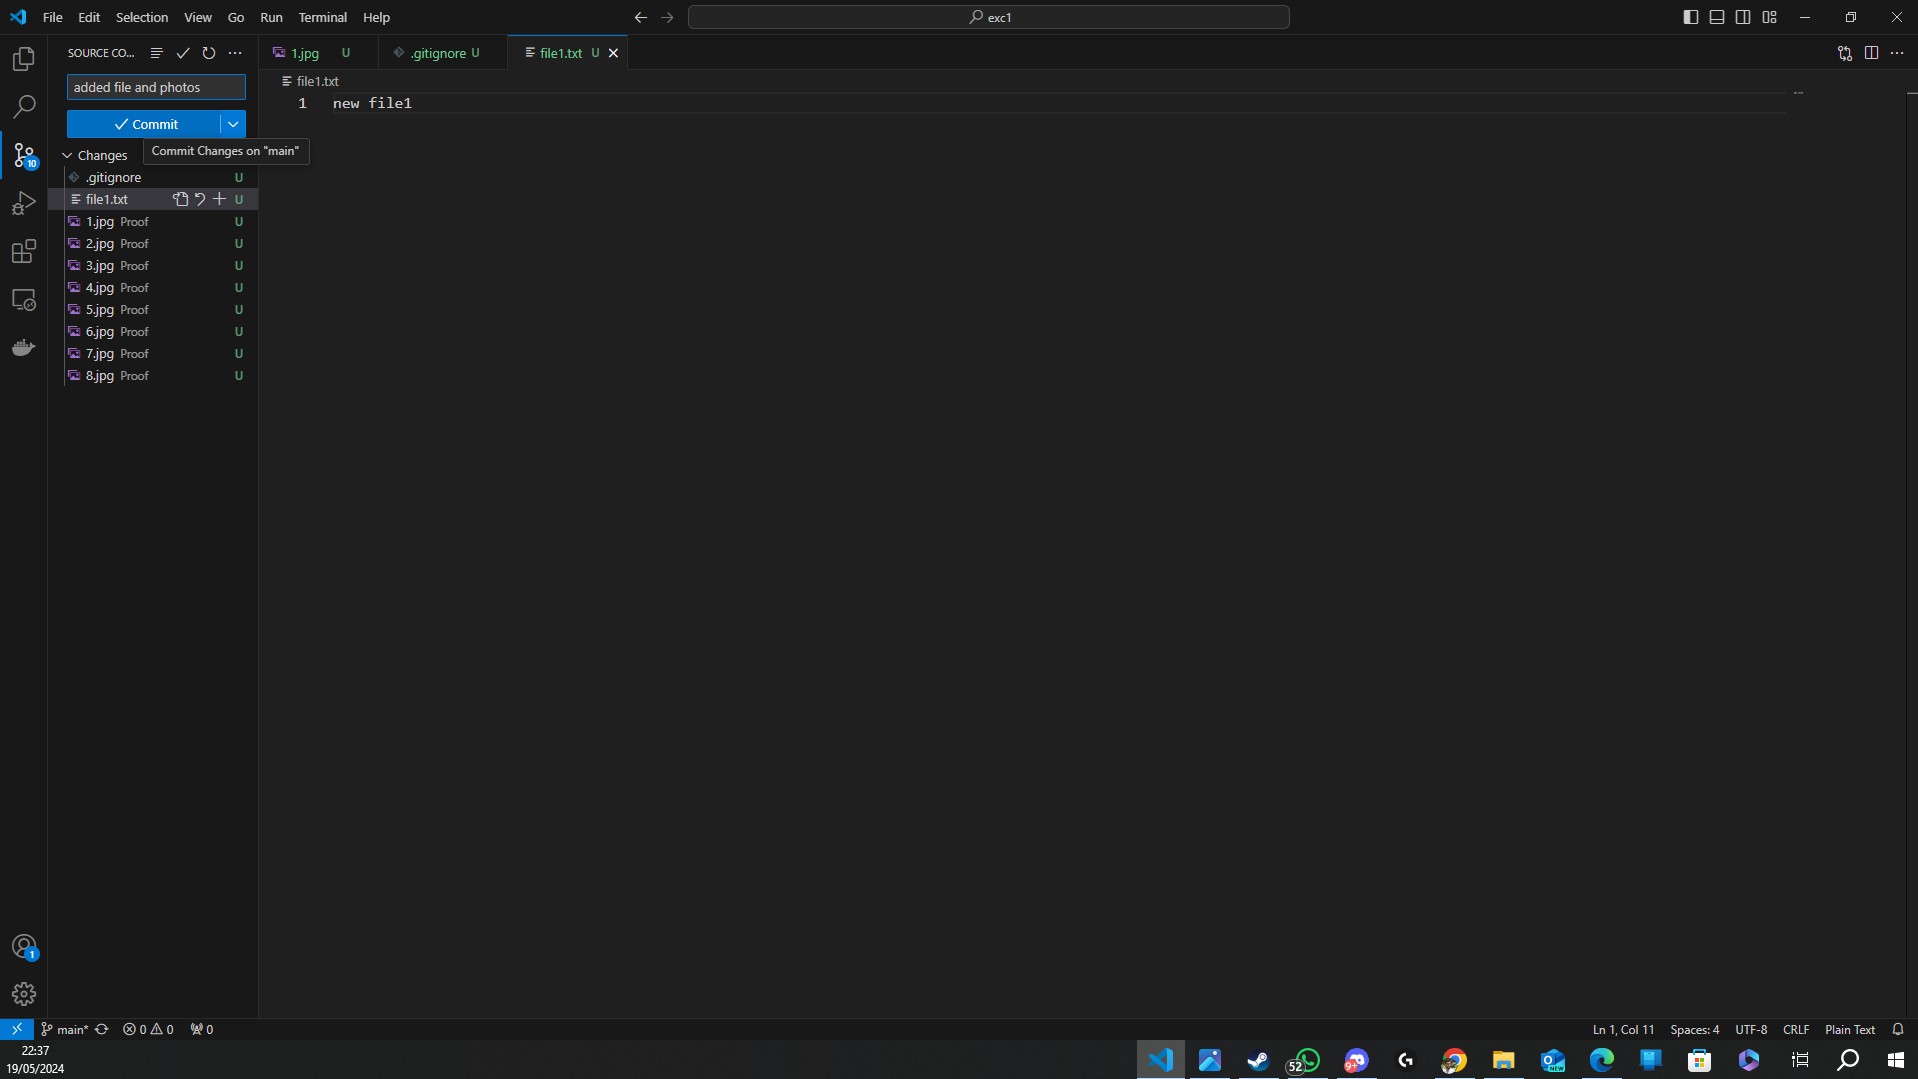 File Edit Selection View Go Run Terminal Help
exc1
SOURCE CO...
1.jpg U
.gitignore U
file1.txt U
added file and photos
file1.txt
1 new file1
Commit
Commit Changes on "main"
Changes
.gitignore U
file1.txt U
1.jpg Proof U
2.jpg Proof U
3.jpg Proof U
4.jpg Proof U
5.jpg Proof U
6.jpg Proof U
7.jpg Proof U
8.jpg Proof U
10
1
main* 0 0 0
Ln 1, Col 11 Spaces: 4 UTF-8 CRLF Plain Text
22:37
19/05/2024
52
9+
NEW